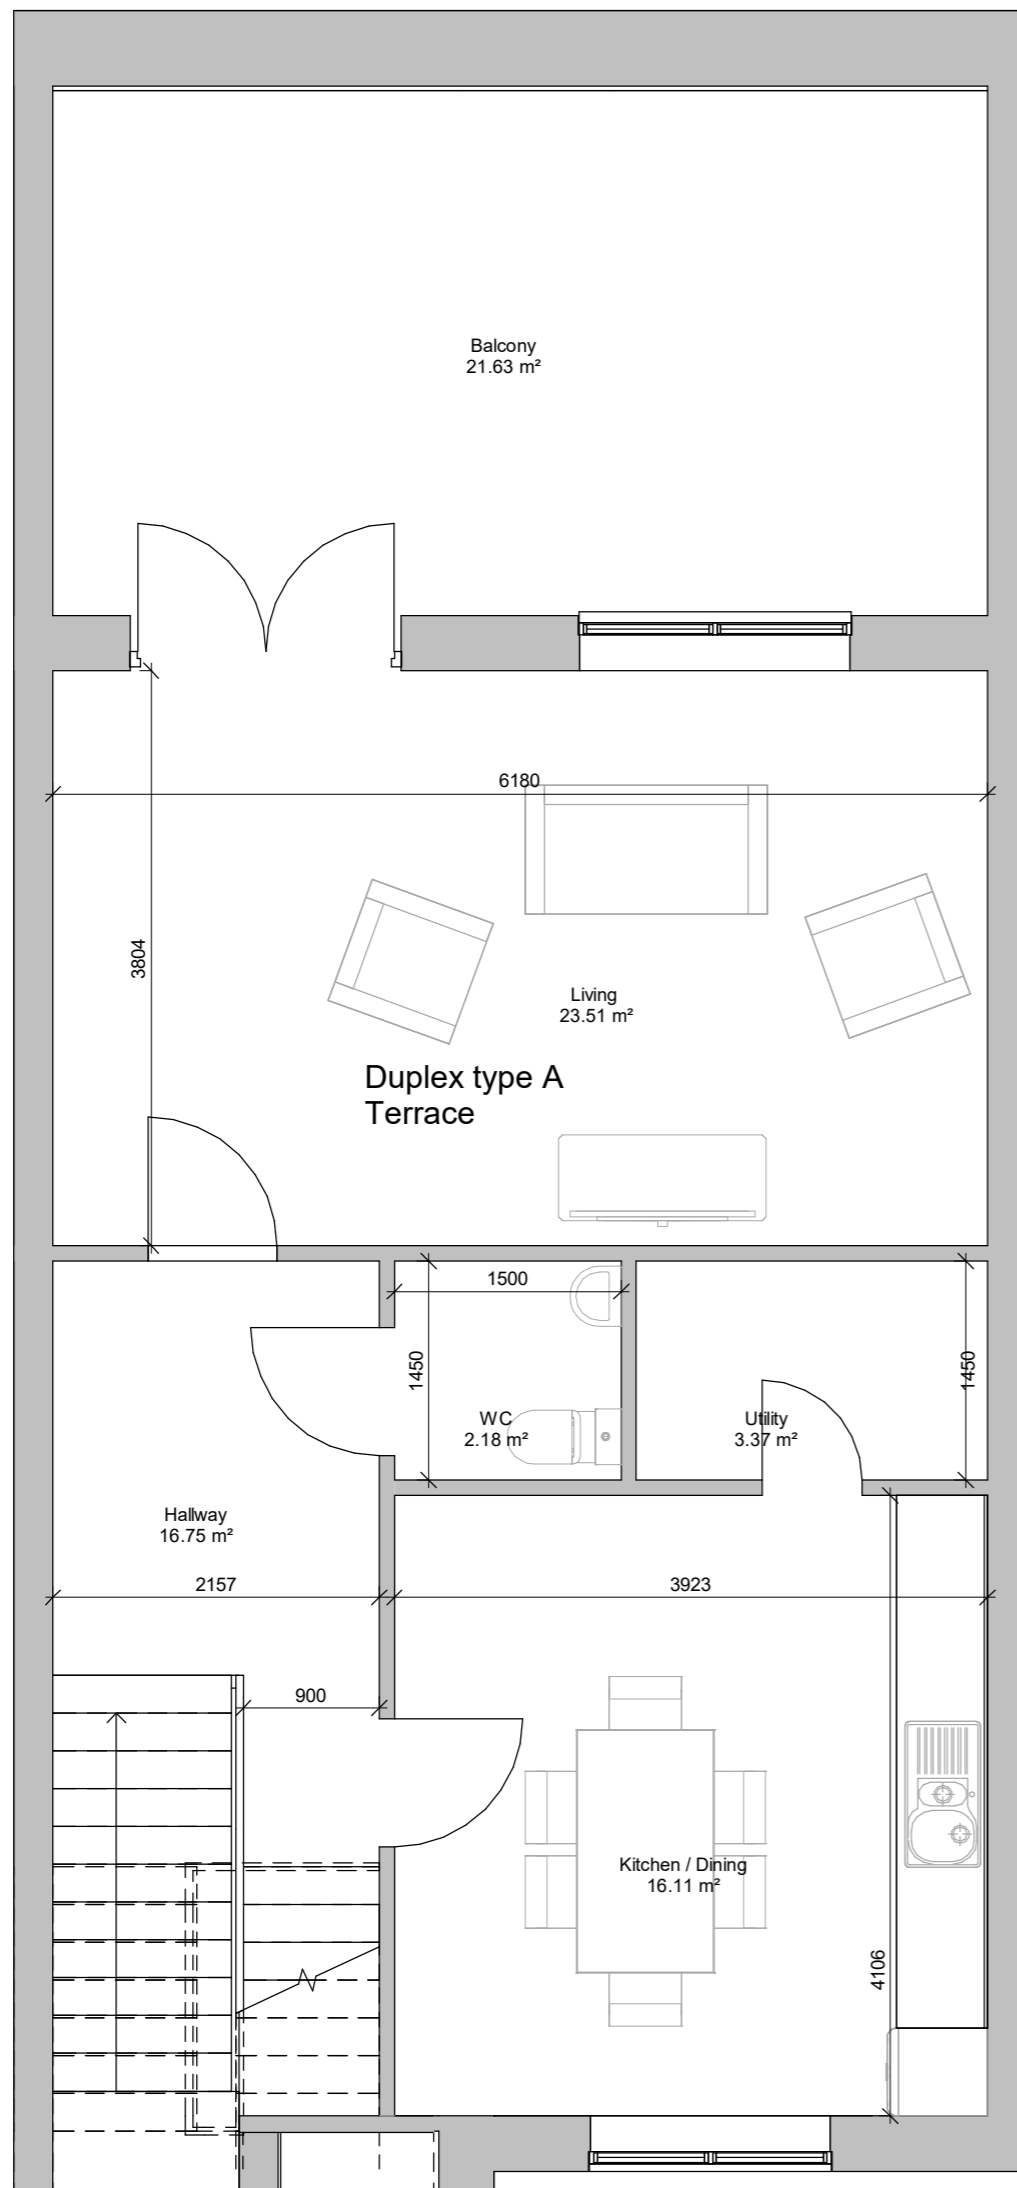 Balcony
21.63 m²
6180
3804
Living
23.51 m²
Duplex type A
Terrace
1500
1450
1450
WC
2.18 m²
Utility
3.37 m²
Hallway
16.75 m²
2157
3923
900
Kitchen / Dining
16.11 m²
4106